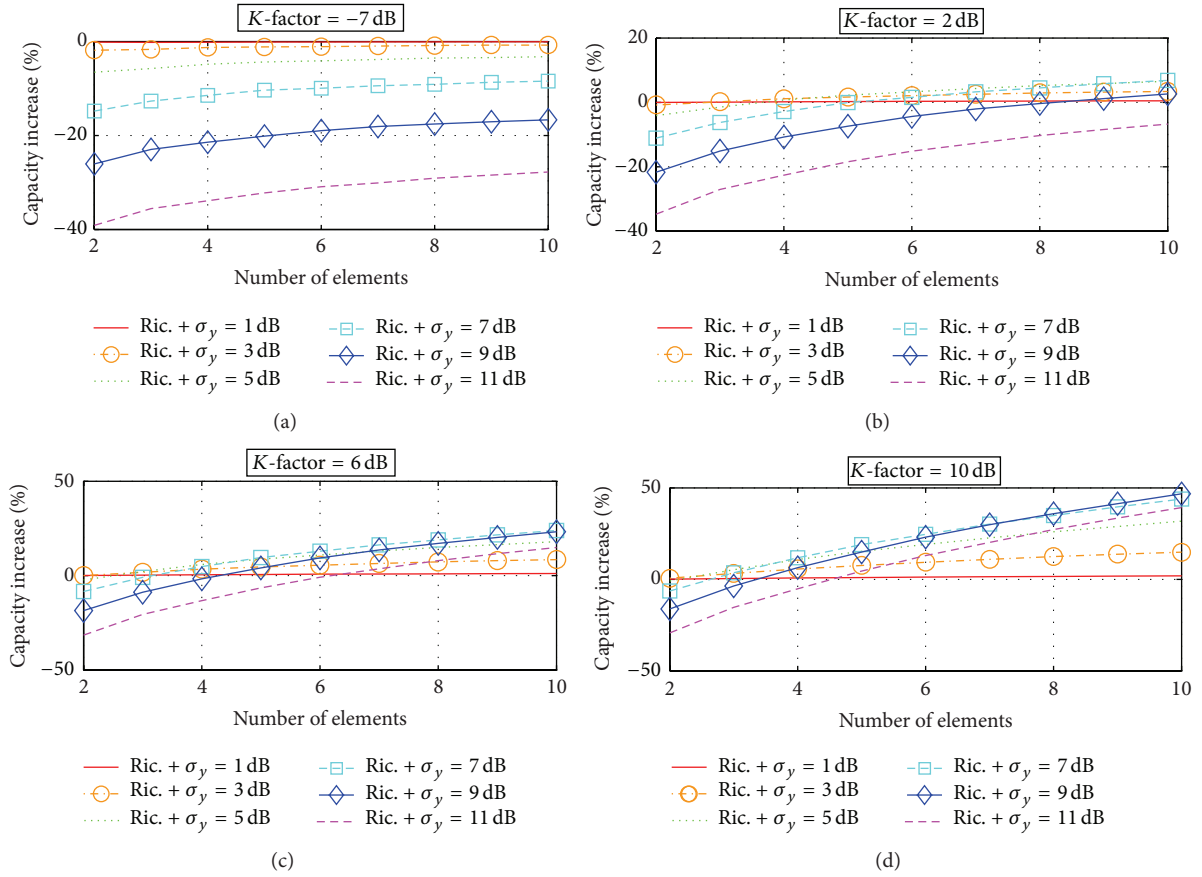 K-factor = −7 dB
Capacity increase (%)
0
−20
−40
2 4 6 8 10
Number of elements
Ric. + σy = 1 dB
Ric. + σy = 3 dB
Ric. + σy = 5 dB
Ric. + σy = 7 dB
Ric. + σy = 9 dB
Ric. + σy = 11 dB
(a)
K-factor = 2 dB
Capacity increase (%)
20
0
−20
−40
2 4 6 8 10
Number of elements
Ric. + σy = 1 dB
Ric. + σy = 3 dB
Ric. + σy = 5 dB
Ric. + σy = 7 dB
Ric. + σy = 9 dB
Ric. + σy = 11 dB
(b)
K-factor = 6 dB
Capacity increase (%)
50
0
−50
2 4 6 8 10
Number of elements
Ric. + σy = 1 dB
Ric. + σy = 3 dB
Ric. + σy = 5 dB
Ric. + σy = 7 dB
Ric. + σy = 9 dB
Ric. + σy = 11 dB
(c)
K-factor = 10 dB
Capacity increase (%)
50
0
−50
2 4 6 8 10
Number of elements
Ric. + σy = 1 dB
Ric. + σy = 3 dB
Ric. + σy = 5 dB
Ric. + σy = 7 dB
Ric. + σy = 9 dB
Ric. + σy = 11 dB
(d)